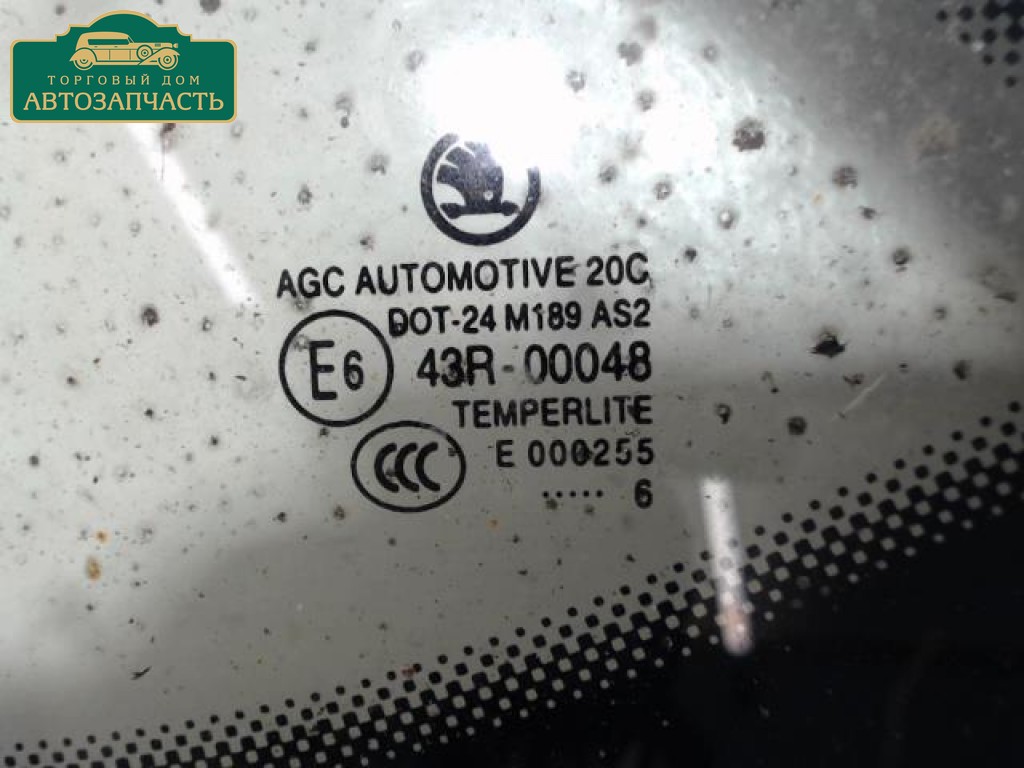 ТОРГОВЫЙ ДОМ
АВТОЗАПЧАСТЬ
AGC AUTOMOTIVE 20C
DOT-24 M189 AS2
E6 43R-00048
TEMPERLITE
CCC E 000255
..... 6